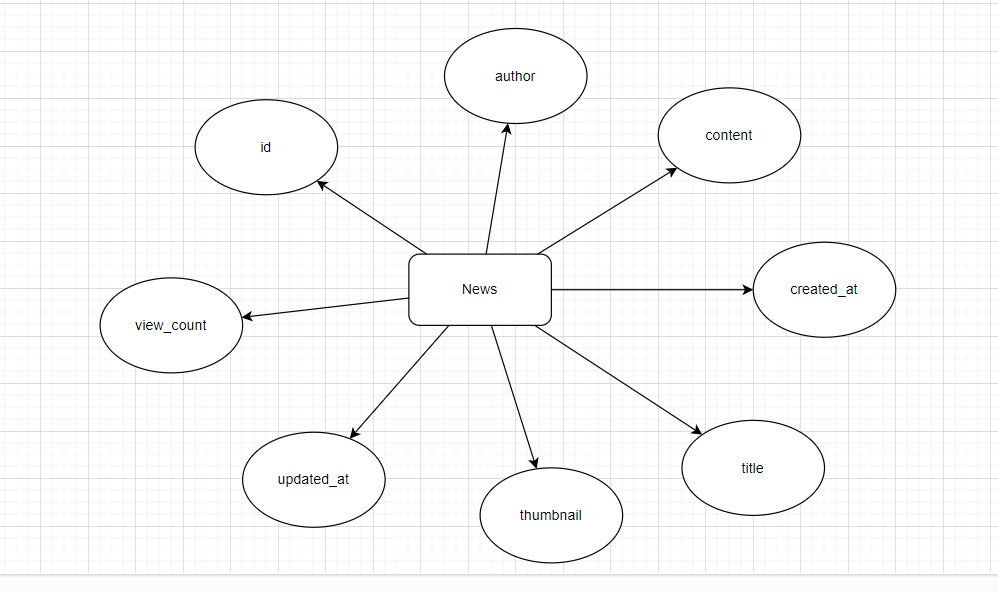 author
content
id
News
created_at
view_count
title
updated_at
thumbnail